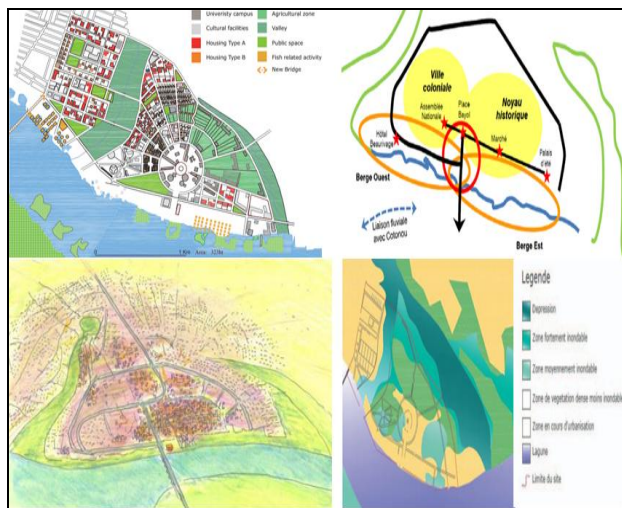 Univeristy campus
Cultural facilities
Housing Type A
Housing Type B
Agricultural zone
Valley
Public space
Fish related activity
New Bridge
Ville
coloniale
Assemblée
Nationale
Place
Bayol
Noyau
historique
Hôtel
Beaurivage
Marché
Palais
d'été
Berge Ouest
Liaison fluviale
avec Cotonou
Berge Est
Legende
Depression
Zone fortement inondable
Zone moyennement inondable
Zone de vegetation dense moins inondable
Zone en cours d'urbanisation
Lagune
Limite du site